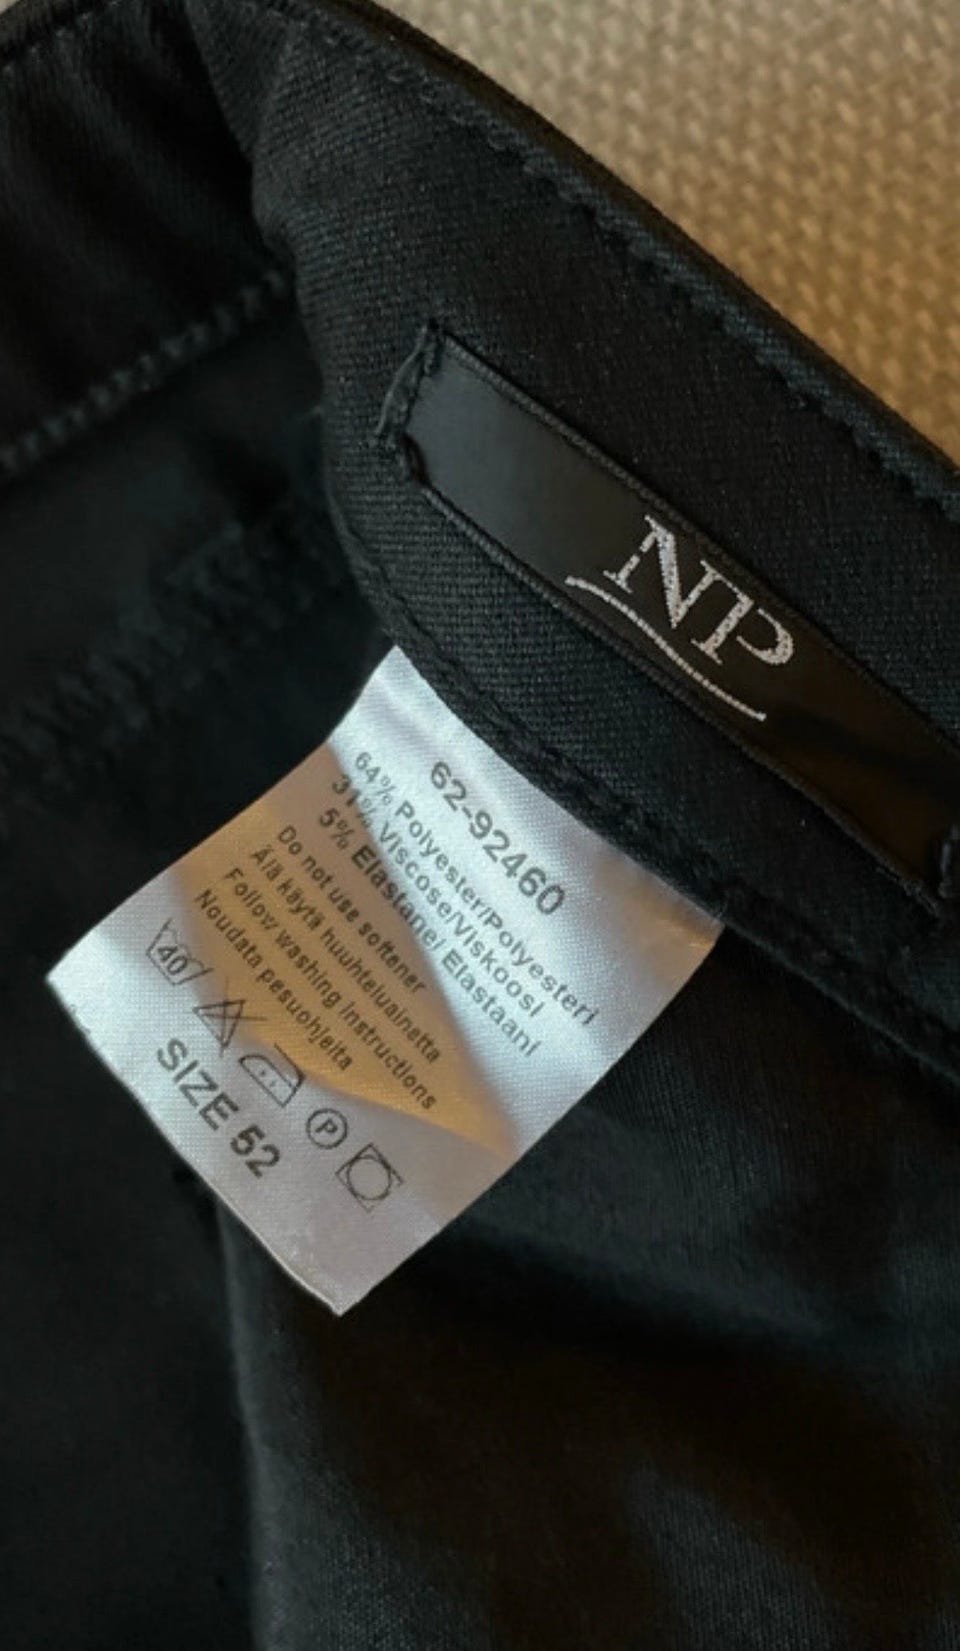 NP
62-92460
64% Polyester/Polyesteri
31% Viscose/Viskoosi
5% Elastane/ Elastaani
Do not use softener
Älä käytä huuhteluainetta
Follow washing instructions
Noudata pesuohjeita
40
P
SIZE 52